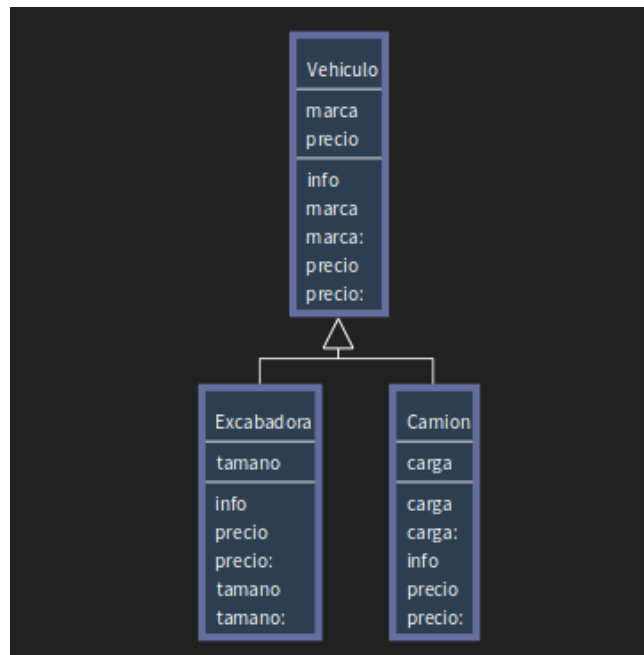 Vehiculo
marca
precio
info
marca
marca:
precio
precio:
Excabadora
tamano
info
precio
precio:
tamano
tamano:
Camion
carga
carga
carga:
info
precio
precio: